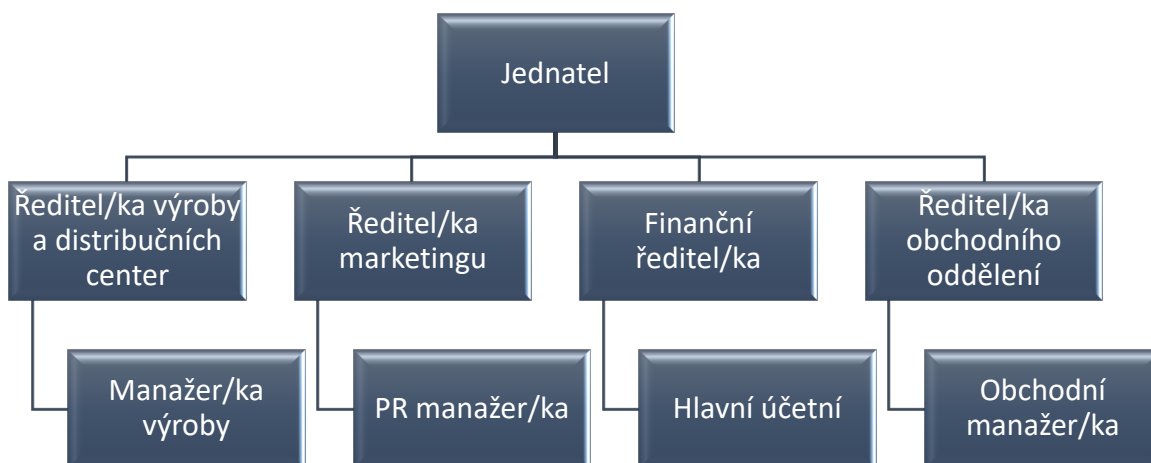 Jednatel
Ředitel/ka výroby
a distribučních
center
Ředitel/ka
marketingu
Finanční
ředitel/ka
Ředitel/ka
obchodního
oddělení
Manažer/ka
výroby
PR manažer/ka
Hlavní účetní
Obchodní
manažer/ka